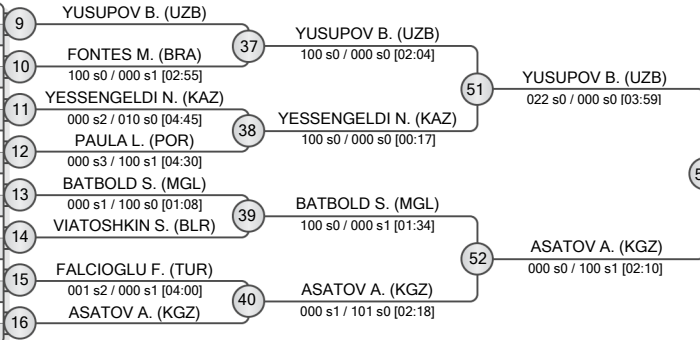 9
YUSUPOV B. (UZB)
10
FONTES M. (BRA)
100 s0 / 000 s1 [02:55]
11
YESSENGELDI N. (KAZ)
000 s2 / 010 s0 [04:45]
12
PAULA L. (POR)
000 s3 / 100 s1 [04:30]
13
BATBOLD S. (MGL)
000 s1 / 100 s0 [01:08]
14
VIATOSHKIN S. (BLR)
15
FALCIOGLU F. (TUR)
001 s2 / 000 s1 [04:00]
16
ASATOV A. (KGZ)
37
YUSUPOV B. (UZB)
100 s0 / 000 s0 [02:04]
38
YESSENGELDI N. (KAZ)
100 s0 / 000 s0 [00:17]
39
BATBOLD S. (MGL)
100 s0 / 000 s1 [01:34]
40
ASATOV A. (KGZ)
000 s1 / 101 s0 [02:18]
51
YUSUPOV B. (UZB)
022 s0 / 000 s0 [03:59]
52
ASATOV A. (KGZ)
000 s0 / 100 s1 [02:10]